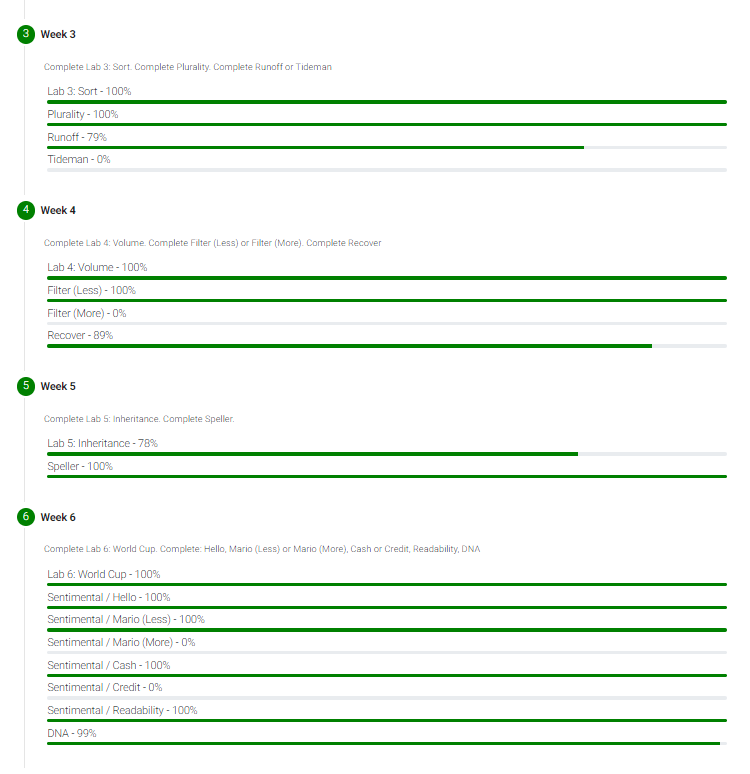 3 Week 3
Complete Lab 3: Sort. Complete Plurality. Complete Runoff or Tideman
Lab 3: Sort - 100%
Plurality - 100%
Runoff - 79%
Tideman - 0%
4 Week 4
Complete Lab 4: Volume. Complete Filter (Less) or Filter (More). Complete Recover
Lab 4: Volume - 100%
Filter (Less) - 100%
Filter (More) - 0%
Recover - 89%
5 Week 5
Complete Lab 5: Inheritance. Complete Speller.
Lab 5: Inheritance - 78%
Speller - 100%
6 Week 6
Complete Lab 6: World Cup. Complete: Hello, Mario (Less) or Mario (More), Cash or Credit, Readability, DNA
Lab 6: World Cup - 100%
Sentimental / Hello - 100%
Sentimental / Mario (Less) - 100%
Sentimental / Mario (More) - 0%
Sentimental / Cash - 100%
Sentimental / Credit - 0%
Sentimental / Readability - 100%
DNA - 99%